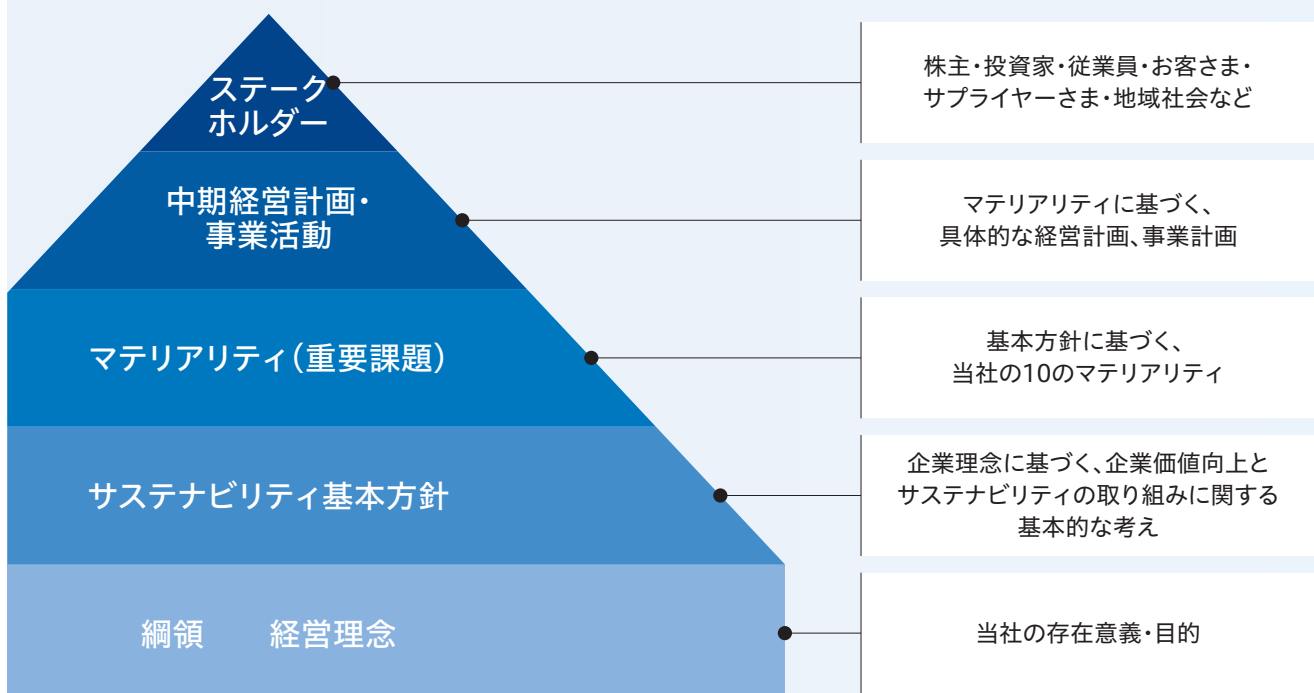 ステーク
ホルダー
株主・投資家・従業員・お客さま・
サプライヤーさま・地域社会など
中期経営計画・
事業活動
マテリアリティに基づく、
具体的な経営計画、事業計画
マテリアリティ(重要課題)
基本方針に基づく、
当社の10のマテリアリティ
サステナビリティ基本方針
企業理念に基づく、企業価値向上と
サステナビリティの取り組みに関する
基本的な考え
綱領　　経営理念
当社の存在意義・目的